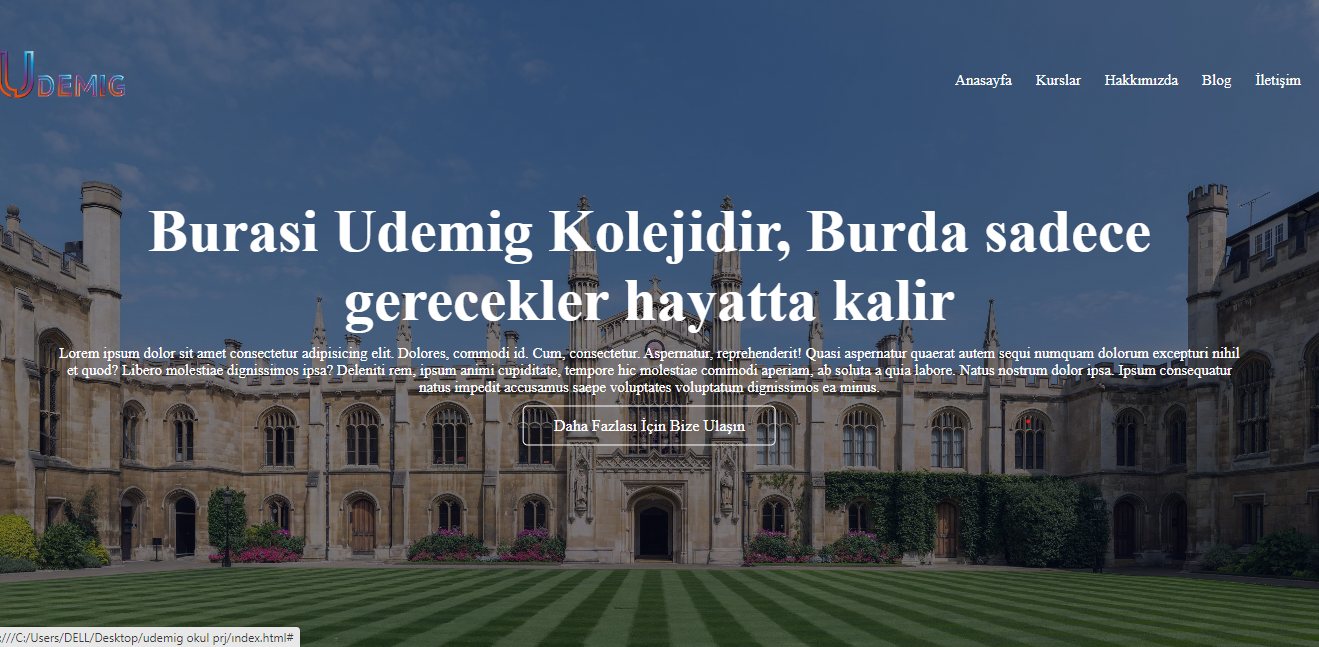 UDEMIG
Anasayfa Kurslar Hakkımızda Blog İletişim
Burasi Udemig Kolejidir, Burda sadece
gerecekler hayatta kalir
Lorem ipsum dolor sit amet consectetur adipisicing elit. Dolores, commodi id. Cum, consectetur. Aspernatur, reprehenderit! Quasi aspernatur quaerat autem sequi numquam dolorum excepturi nihil
et quod? Libero molestiae dignissimos ipsa? Deleniti rem, ipsum animi cupiditate, tempore hic molestiae commodi aperiam, ab soluta a quia labore. Natus nostrum dolor ipsa. Ipsum consequatur
natus impedit accusamus saepe voluptates voluptatum dignissimos ea minus.
Daha Fazlası İçin Bize Ulaşın
:///C:/Users/DELL/Desktop/udemig okul prj/ındex.html#